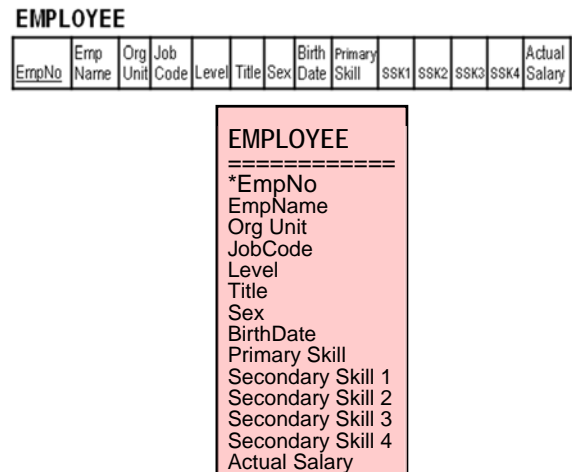 EMPLOYEE
EmpNo Emp Name Org Unit Job Code Level Title Sex Birth Date Primary Skill SSK1 SSK2 SSK3 SSK4 Actual Salary
EMPLOYEE
============
*EmpNo
EmpName
Org Unit
JobCode
Level
Title
Sex
BirthDate
Primary Skill
Secondary Skill 1
Secondary Skill 2
Secondary Skill 3
Secondary Skill 4
Actual Salary